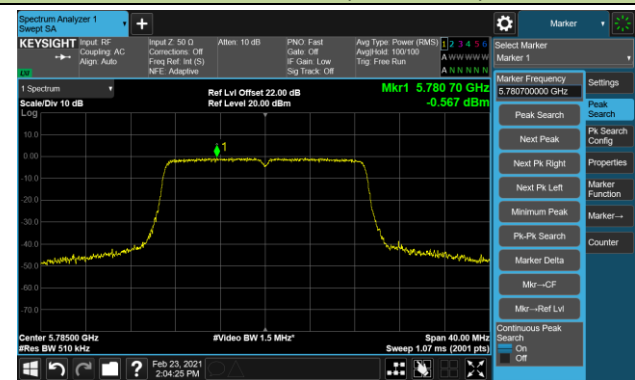 Spectrum Analyzer 1
Swept SA
+
Marker
KEYSIGHT
Input: RF
Coupling: AC
Align: Auto
Input Z: 50 Ω
Corrections: Off
Freq Ref: Int (S)
NFE: Adaptive
Atten: 10 dB
PNO: Fast
Gate: Off
IF Gain: Low
Sig Track: Off
Avg Type: Power (RMS)
Avg|Hold: 100/100
Trig: Free Run
1 2 3 4 5 6
A W W W W W
A N N N N N
LXI
Select Marker
Marker 1
1 Spectrum
Scale/Div 10 dB
Log
Ref Lvl Offset 22.00 dB
Ref Level 20.00 dBm
Mkr1 5.780 70 GHz
-0.567 dBm
10.0
0.00
-10.0
-20.0
-30.0
-40.0
-50.0
-60.0
-70.0
1
Center 5.78500 GHz
#Res BW 510 kHz
#Video BW 1.5 MHz*
Span 40.00 MHz
Sweep 1.07 ms (2001 pts)
Marker Frequency
5.780700000 GHz
Peak Search
Next Peak
Next Pk Right
Next Pk Left
Minimum Peak
Pk-Pk Search
Marker Delta
Mkr→CF
Mkr→Ref Lvl
Continuous Peak
Search
On
Off
Settings
Peak
Search
Pk Search
Config
Properties
Marker
Function
Marker→
Counter
?
Feb 23, 2021
2:04:25 PM